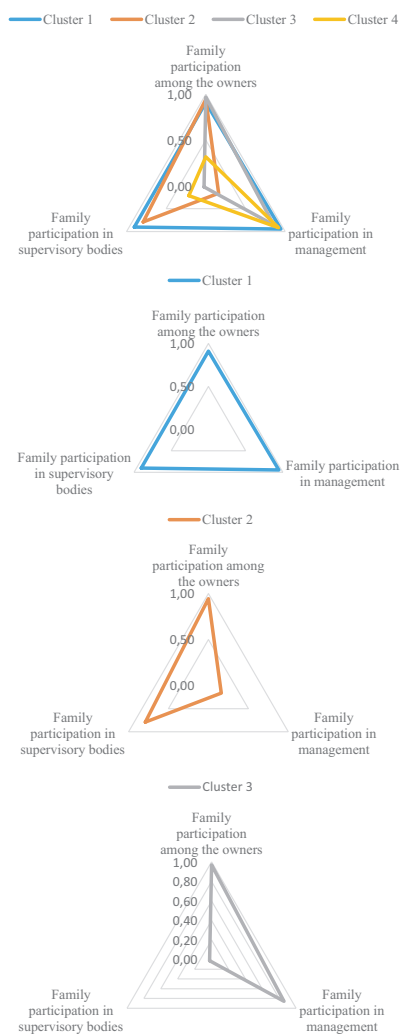 Cluster 1 Cluster 2 Cluster 3 Cluster 4
Family
participation
among the owners
1,00
0,50
0,00
Family
participation in
supervisory bodies
Family
participation in
management
Cluster 1
Family participation
among the owners
1,00
0,50
0,00
Family participation
in supervisory
bodies
Family participation
in management
Cluster 2
Family
participation among
the owners
1,00
0,50
0,00
Family
participation in
supervisory bodies
Family
participation in
management
Cluster 3
Family
participation
among the owners
1,00
0,80
0,60
0,40
0,20
0,00
Family
participation in
supervisory bodies
Family
participation in
management